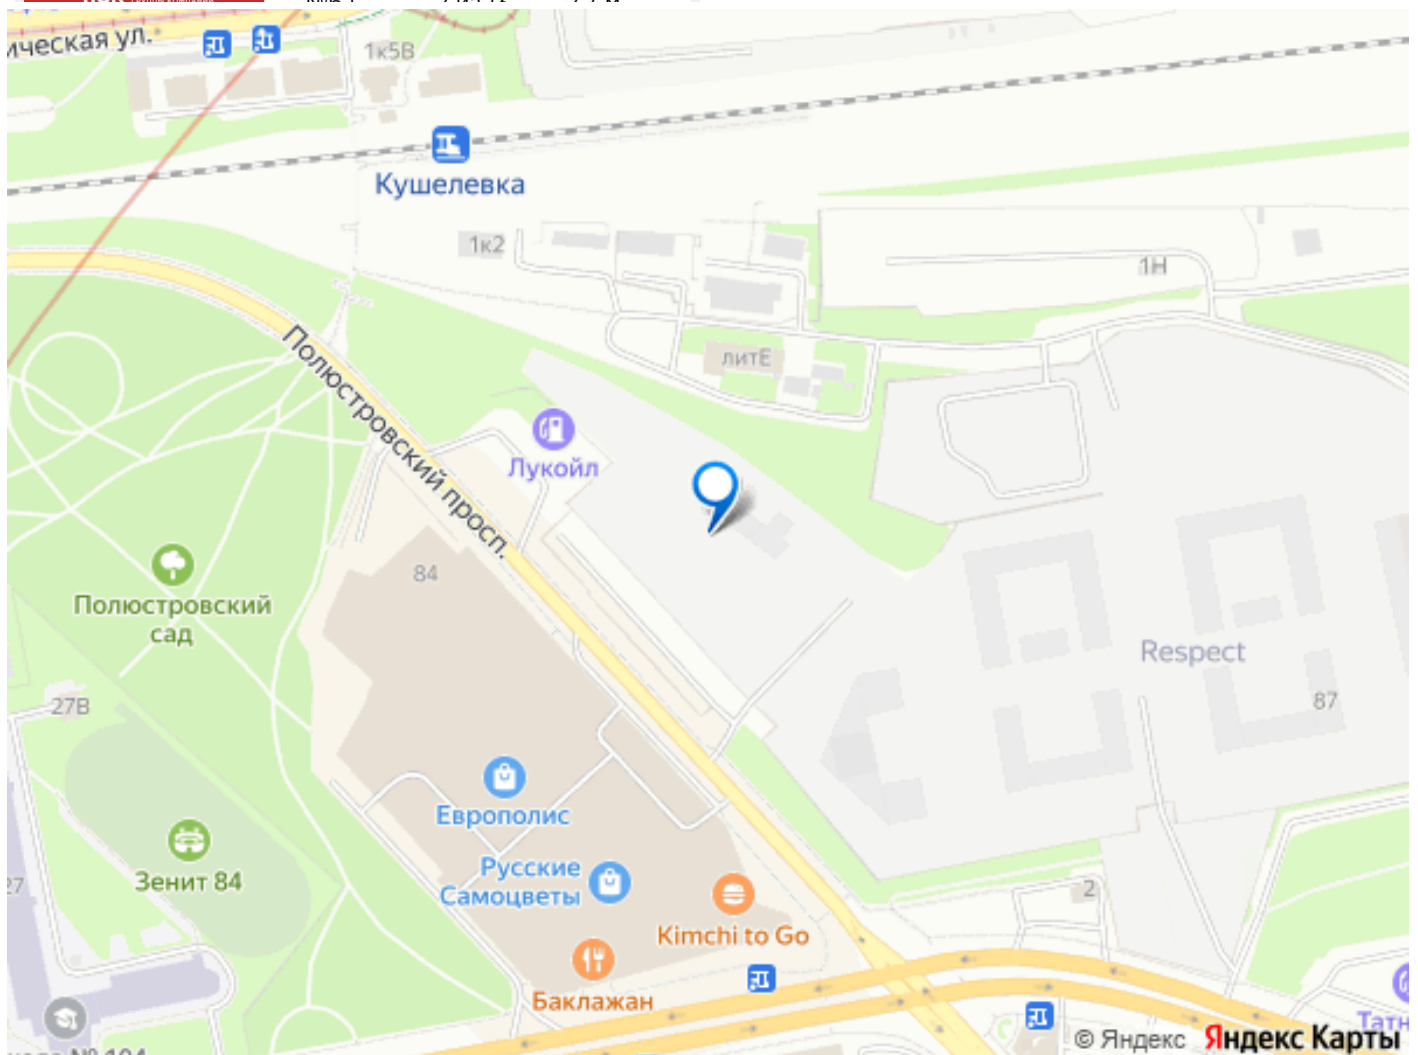 ическая ул.
1к5В
Кушелевка
1к2
1Н
Полюстровский просп.
литЕ
Лукойл
84
Полюстровский
сад
Respect
87
27В
Европолис
Русские
Самоцветы
27
Зенит 84
2
Kimchi to Go
Баклажан
Татн
© Яндекс Яндекс Карты